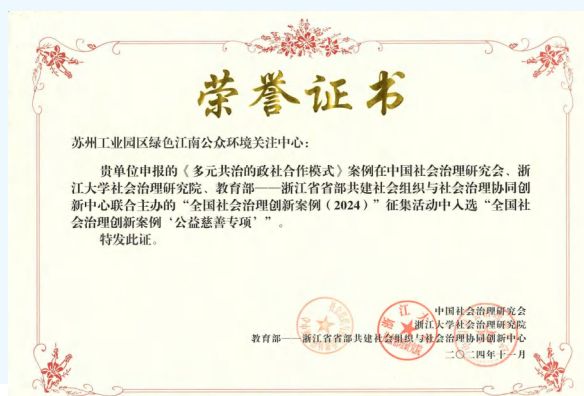 荣誉证书
苏州工业园区绿色江南公众环境关注中心：
贵单位申报的《多元共治的政社合作模式》案例在中国社会治理研究会、浙
江大学社会治理研究院、教育部——浙江省省部共建社会组织与社会治理协同创
新中心联合主办的“全国社会治理创新案例（2024）”征集活动中入选“全国社
会治理创新案例‘公益慈善专项’”。
特发此证。
中国社会治理研究会
浙江大学社会治理研究院
教育部——浙江省省部共建社会组织与社会治理协同创新中心
二〇二四年十一月